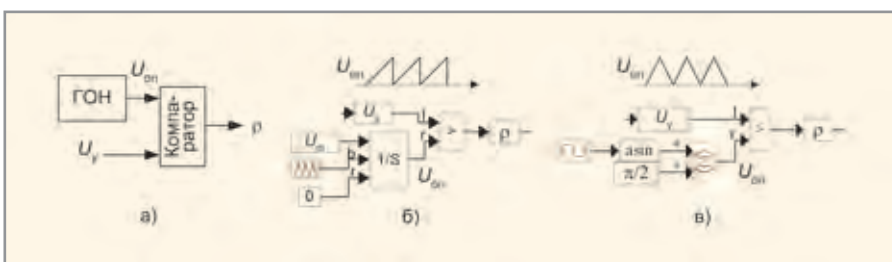 ГОН
U оп
U у
Компа-
ратор
ρ
а)
U оп
U
>
ρ
U m
1/S
U оп
0
б)
U оп
U у
ρ
asin
π/2
U оп
в)